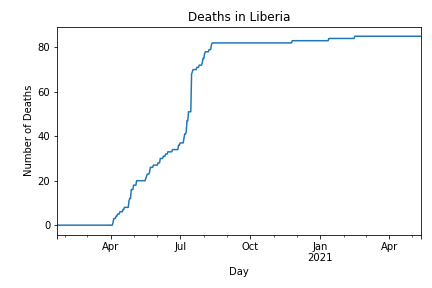 Deaths in Liberia
Number of Deaths
80
60
40
20
0
Apr
Jul
Oct
Jan
2021
Apr
Day